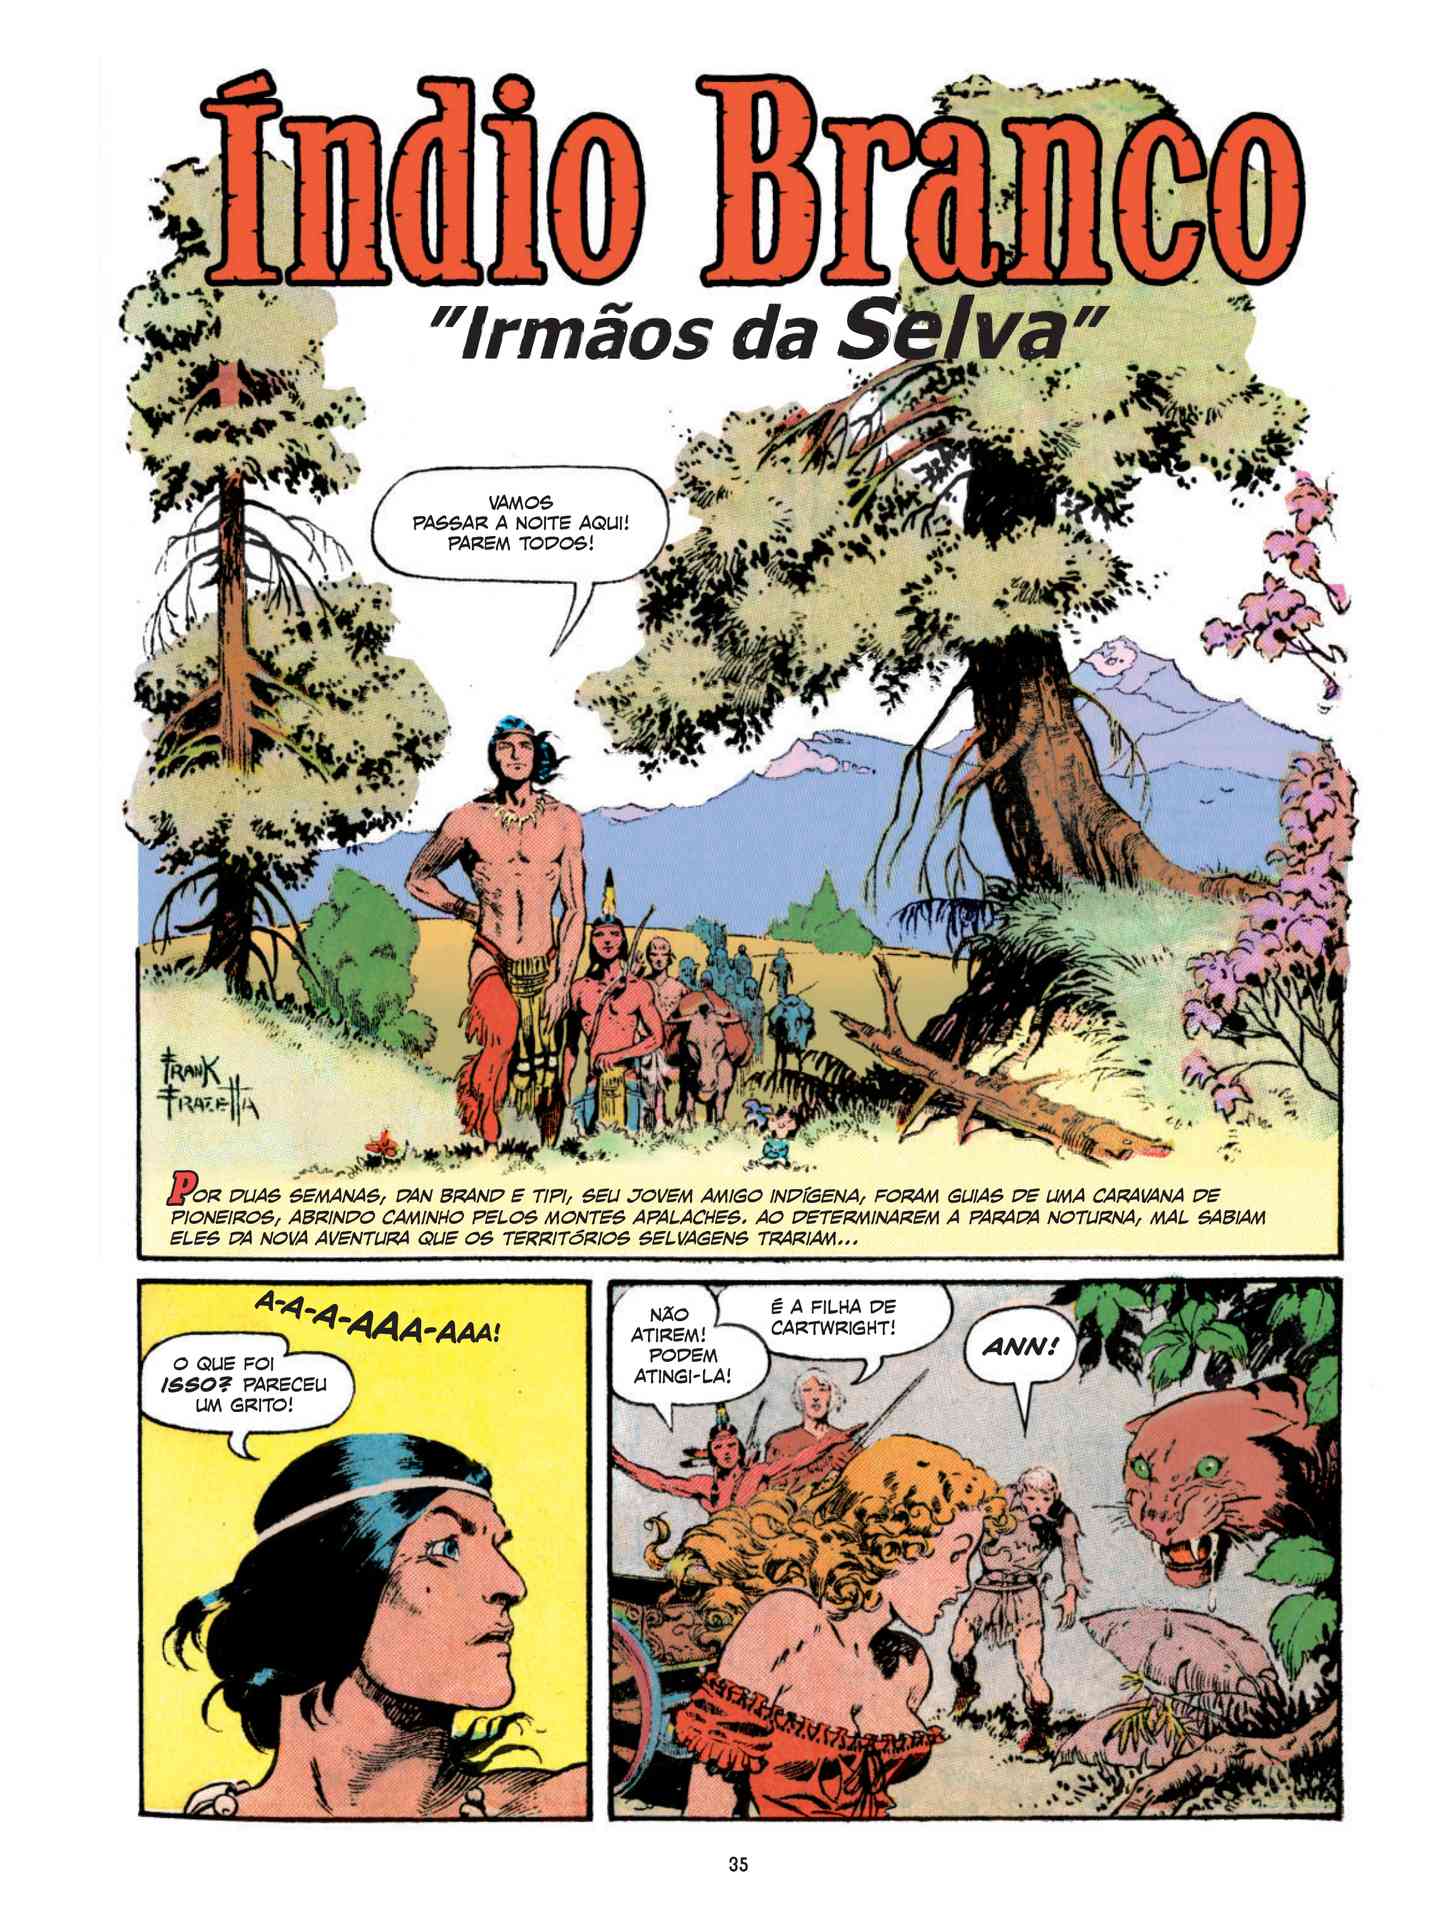 Índio Branco
"Irmãos da Selva"
VAMOS
PASSAR A NOITE AQUI!
PAREM TODOS!
FRANK
FRAZETTA
POR DUAS SEMANAS, DAN BRAND E TIPI, SEU JOVEM AMIGO INDÍGENA, FORAM GUIAS DE UMA CARAVANA DE
PIONEIROS, ABRINDO CAMINHO PELOS MONTES APALACHES. AO DETERMINAREM A PARADA NOTURNA, MAL SABIAM
ELES DA NOVA AVENTURA QUE OS TERRITÓRIOS SELVAGENS TRARIAM...
A-A-A-AAA-AAA!
O QUE FOI
ISSO? PARECEU
UM GRITO!
NÃO
ATIREM!
PODEM
ATINGI-LA!
É A FILHA DE
CARTWRIGHT!
ANN!
35